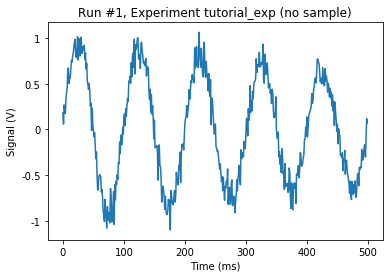 Run #1, Experiment tutorial_exp (no sample)
Signal (V)
1
0.5
0
-0.5
-1
0 100 200 300 400 500
Time (ms)